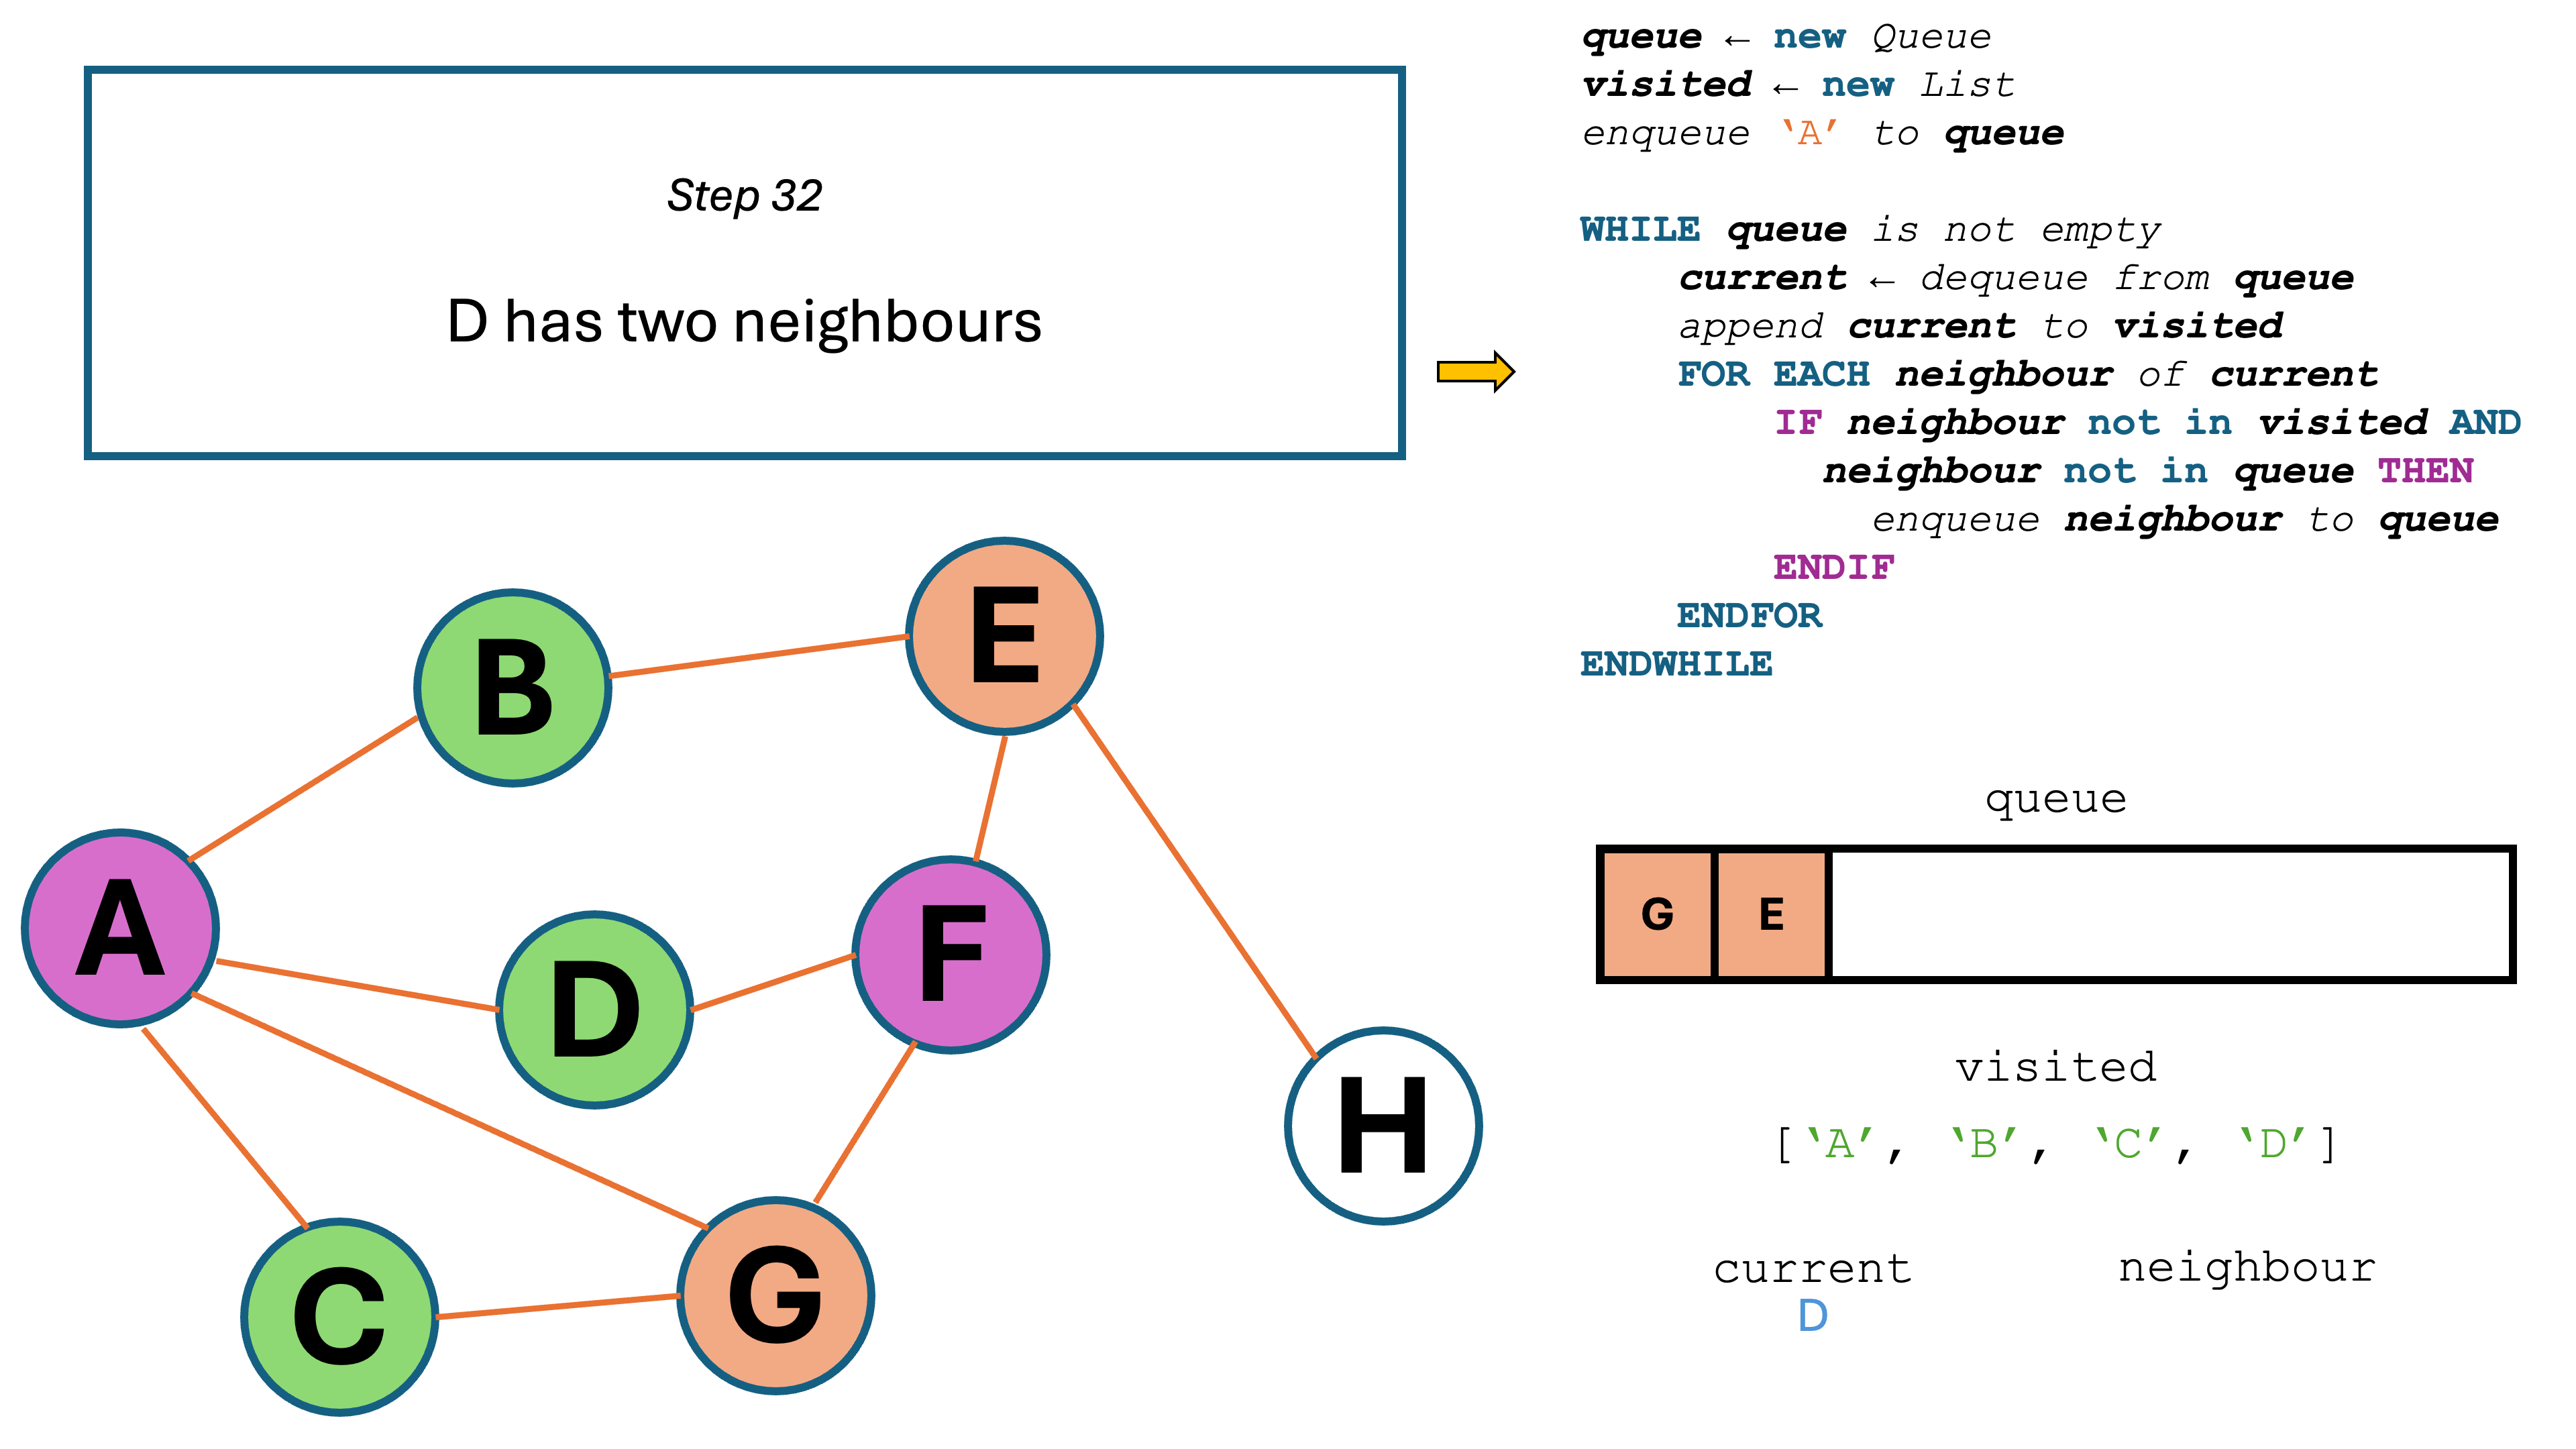 Step 32
D has two neighbours
queue ← new Queue
visited ← new List
enqueue ‘A’ to queue
WHILE queue is not empty
current ← dequeue from queue
append current to visited
FOR EACH neighbour of current
IF neighbour not in visited AND
neighbour not in queue THEN
enqueue neighbour to queue
ENDIF
ENDFOR
ENDWHILE
B
E
A
D
F
H
C
G
queue
G E
visited
[‘A’, ‘B’, ‘C’, ‘D’]
current neighbour
D